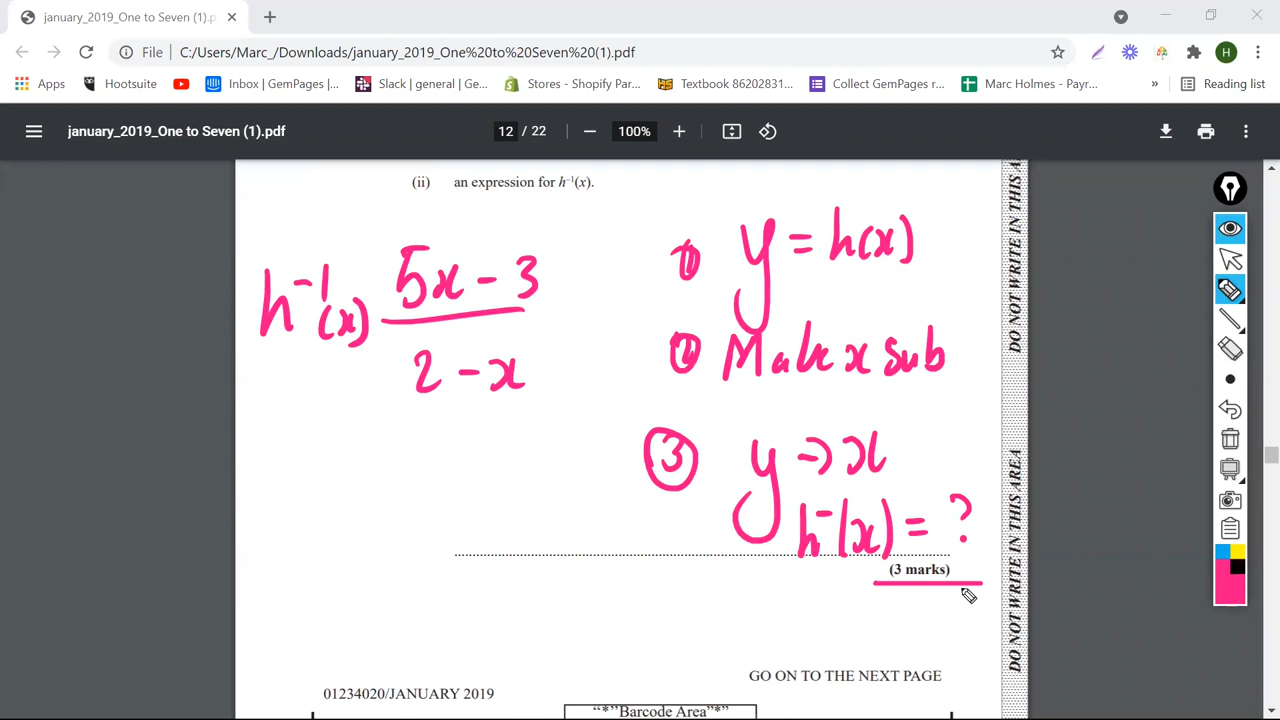 january_2019_One to Seven (1).p
File C:/Users/Marc_/Downloads/january_2019_One%20to%20Seven%20(1).pdf H
Apps Hootsuite Inbox | GemPages |... Slack | general | Ge... Stores - Shopify Par... Textbook 86202831... Collect GemPages r... Marc Holmes - Payr... » Reading list
january_2019_One to Seven (1).pdf 12 / 22 100%
(ii) an expression for h⁻¹(x).
① y = h(x)
h⁻¹(x) 5x - 3
2 - x
② Make x sub
③ y → x
h⁻(x) = ?
(3 marks)
GO ON TO THE NEXT PAGE
1234020/JANUARY 2019
“*”Barcode Area”*”
DO NOT WRITE IN THIS A
DO NOT WRITE IN THIS AREA